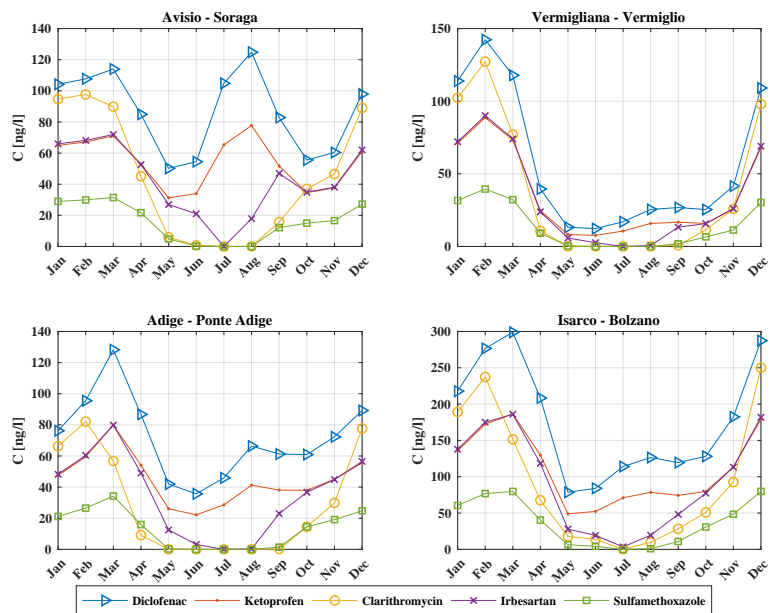 Avisio - Soraga
Vermigliana - Vermiglio
C [ng/l]
140
120
100
80
60
40
20
0
Jan Feb Mar Apr May Jun Jul Aug Sep Oct Nov Dec
C [ng/l]
150
100
50
0
Jan Feb Mar Apr May Jun Jul Aug Sep Oct Nov Dec
Adige - Ponte Adige
Isarco - Bolzano
C [ng/l]
140
120
100
80
60
40
20
0
Jan Feb Mar Apr May Jun Jul Aug Sep Oct Nov Dec
C [ng/l]
300
250
200
150
100
50
0
Jan Feb Mar Apr May Jun Jul Aug Sep Oct Nov Dec
Diclofenac Ketoprofen Clarithromycin Irbesartan Sulfamethoxazole